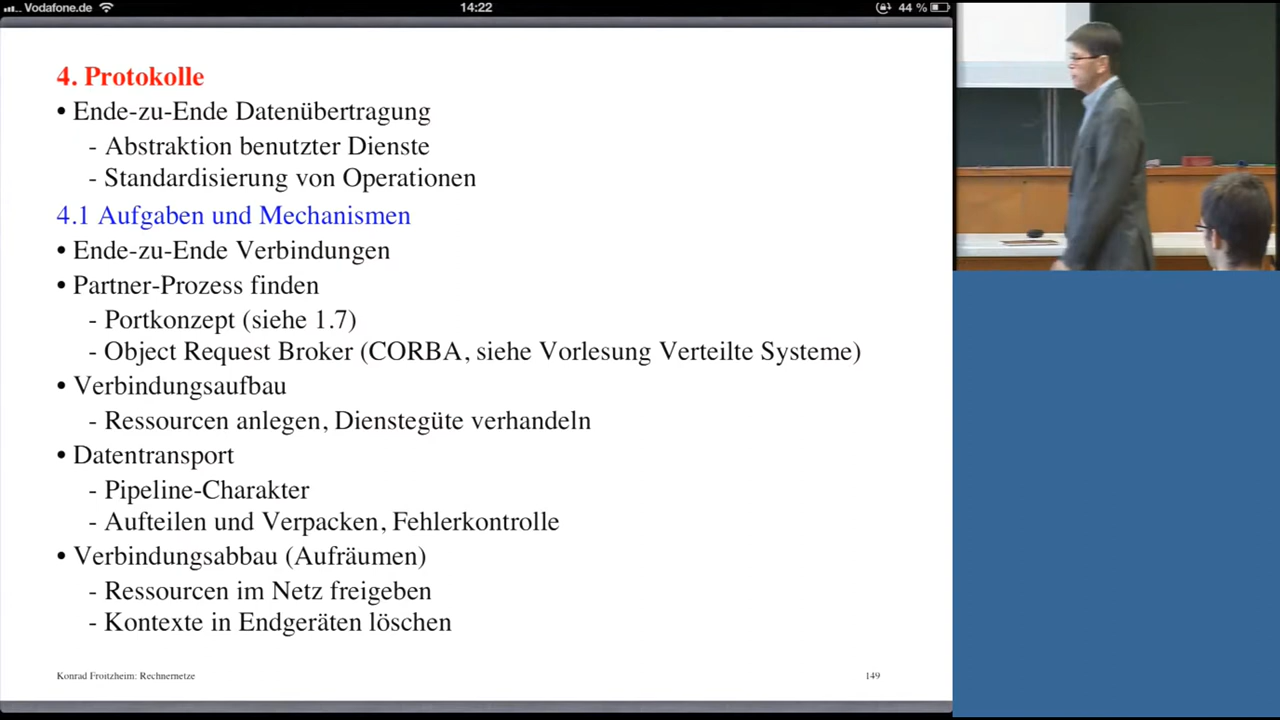 Vodafone.de 14:22 44 %
4. Protokolle
• Ende-zu-Ende Datenübertragung
- Abstraktion benutzter Dienste
- Standardisierung von Operationen
4.1 Aufgaben und Mechanismen
• Ende-zu-Ende Verbindungen
• Partner-Prozess finden
- Portkonzept (siehe 1.7)
- Object Request Broker (CORBA, siehe Vorlesung Verteilte Systeme)
• Verbindungsaufbau
- Ressourcen anlegen, Dienstegüte verhandeln
• Datentransport
- Pipeline-Charakter
- Aufteilen und Verpacken, Fehlerkontrolle
• Verbindungsabbau (Aufräumen)
- Ressourcen im Netz freigeben
- Kontexte in Endgeräten löschen
Konrad Froitzheim: Rechnernetze 149